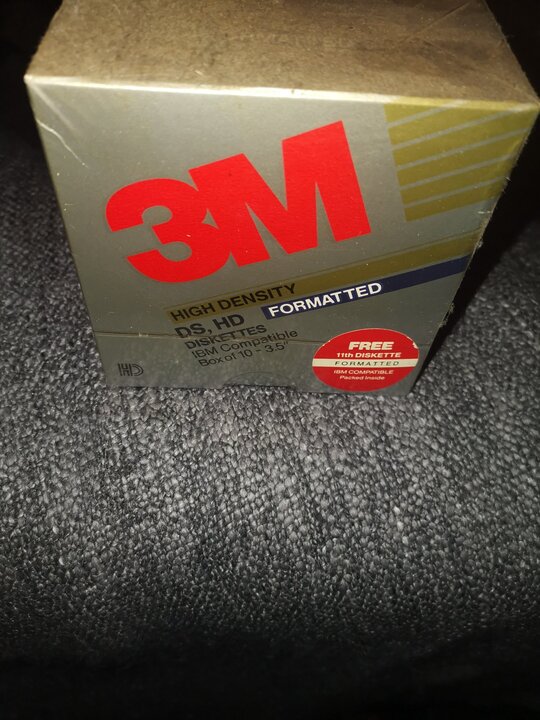 3M
HIGH DENSITY
FORMATTED
DS, HD
DISKETTES
IBM Compatible
Box of 10 - 3.5"
HD
FREE
11th DISKETTE
FORMATTED
IBM COMPATIBLE
Packed Inside